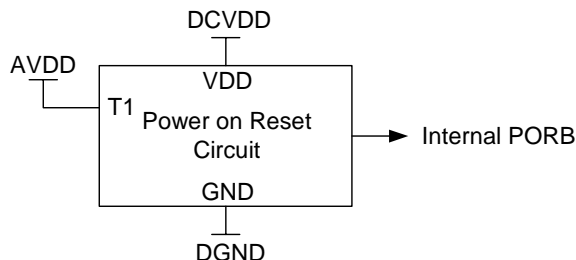 DCVDD
AVDD
VDD
T1
Power on Reset
Circuit
Internal PORB
GND
DGND